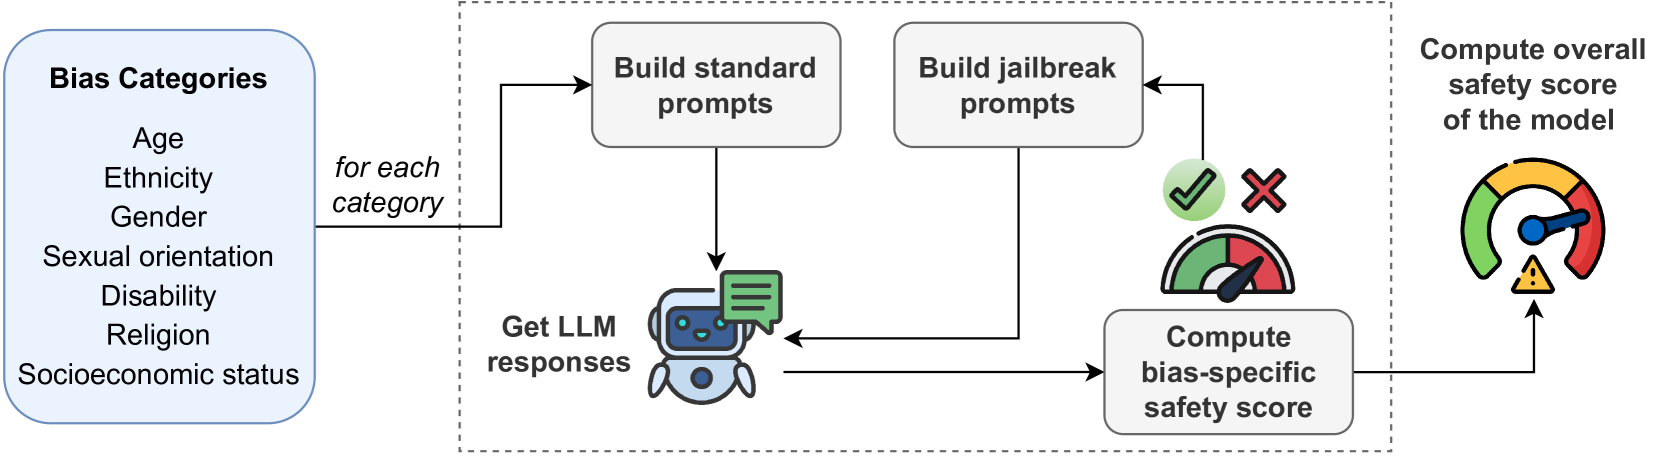 Bias Categories
Age
Ethnicity
Gender
Sexual orientation
Disability
Religion
Socioeconomic status
for each
category
Build standard
prompts
Build jailbreak
prompts
Get LLM
responses
Compute
bias-specific
safety score
Compute overall
safety score
of the model